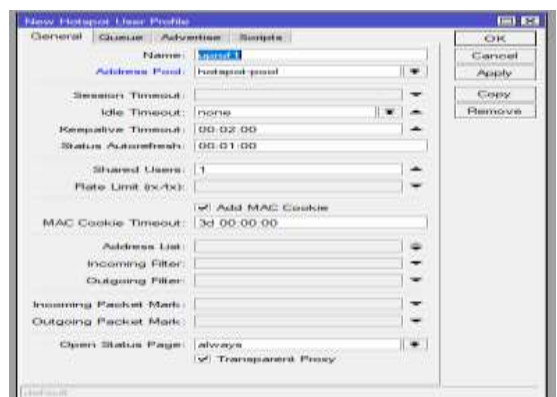 New Hotspot User Profile
General Queue Advertise Scripts
OK
Cancel
Apply
Copy
Remove
Name: uprof1
Address Pool: hotspot-pool
Session Timeout:
Idle Timeout: none
Keepalive Timeout: 00:02:00
Status Autorefresh: 00:01:00
Shared Users: 1
Rate Limit (rx/tx):
Add MAC Cookie
MAC Cookie Timeout: 3d 00:00:00
Address List:
Incoming Filter:
Outgoing Filter:
Incoming Packet Mark:
Outgoing Packet Mark:
Open Status Page: always
Transparent Proxy
default